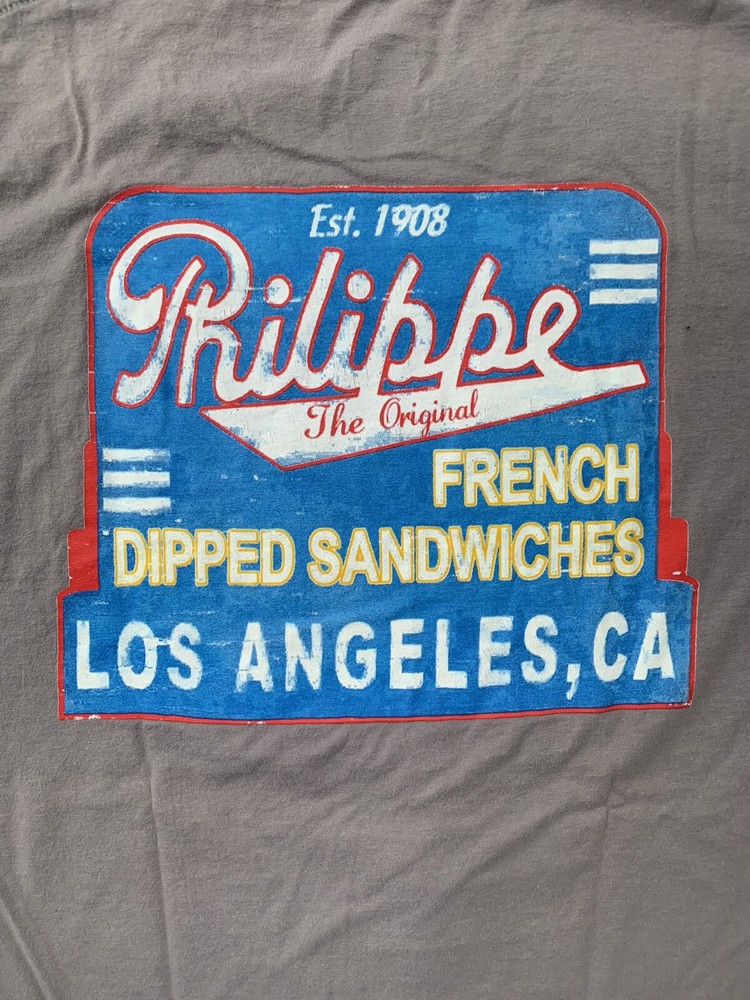 Est. 1908
Philippe
The Original
FRENCH
DIPPED SANDWICHES
LOS ANGELES, CA